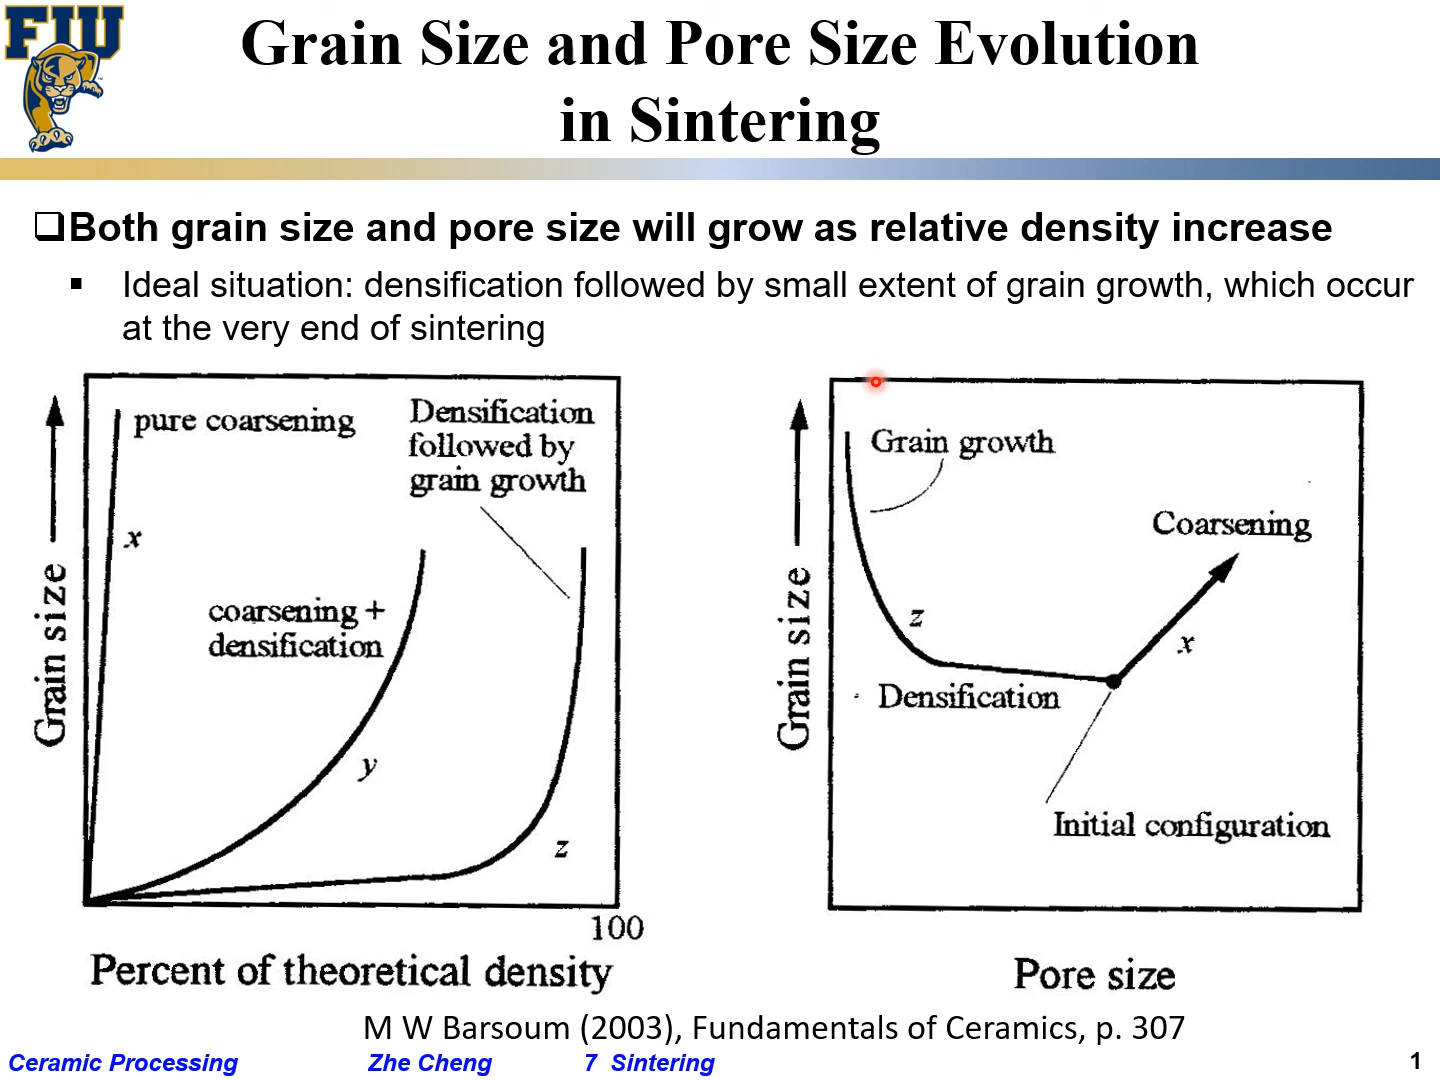 FIU
Grain Size and Pore Size Evolution
in Sintering
Both grain size and pore size will grow as relative density increase
Ideal situation: densification followed by small extent of grain growth, which occur
at the very end of sintering
Grain size
pure coarsening
x
Densification
followed by
grain growth
coarsening +
densification
y
z
100
Percent of theoretical density
Grain size
Grain growth
Coarsening
z
x
Densification
Initial configuration
Pore size
M W Barsoum (2003), Fundamentals of Ceramics, p. 307
Ceramic Processing Zhe Cheng 7 Sintering 1